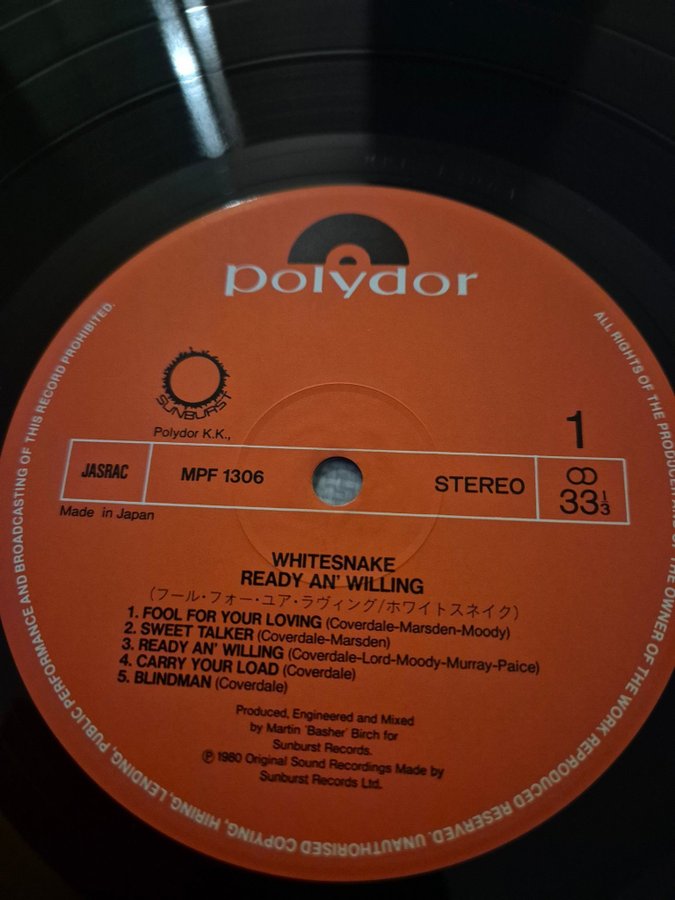 polydor
SUNBURST
Polydor K.K.,
1
JASRAC
MPF 1306
STEREO
33 1/3
Made in Japan
WHITESNAKE
READY AN' WILLING
(フール・フォー・ユア・ラヴィング/ホワイトスネイク)
1. FOOL FOR YOUR LOVING (Coverdale-Marsden-Moody)
2. SWEET TALKER (Coverdale-Marsden)
3. READY AN' WILLING (Coverdale-Lord-Moody-Murray-Paice)
4. CARRY YOUR LOAD (Coverdale)
5. BLINDMAN (Coverdale)
Produced, Engineered and Mixed
by Martin 'Basher' Birch for
Sunburst Records.
Ⓟ 1980 Original Sound Recordings Made by
Sunburst Records Ltd.
ALL RIGHTS OF THE PRODUCER AND OF THE OWNER OF THE WORK REPRODUCED RESERVED. UNAUTHORISED COPYING, HIRING, LENDING, PUBLIC PERFORMANCE AND BROADCASTING OF THIS RECORD PROHIBITED.